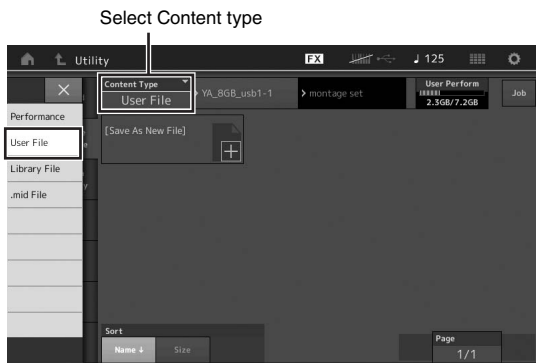 Select Content type
Utility
FX
125
Content Type
User File
YA_8GB_usb1-1
montage set
User Perform
2.3GB/7.2GB
Job
Performance
User File
Library File
.mid File
[Save As New File]
Sort
Name ↓
Size
Page
1/1